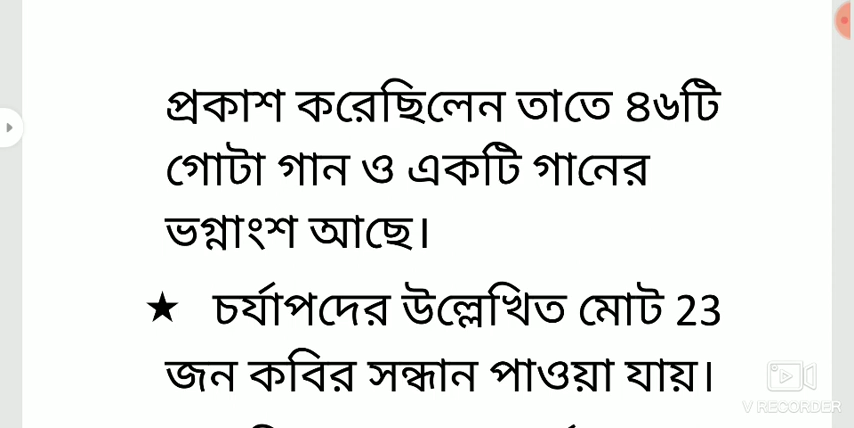 প্রকাশ করেছিলেন তাতে ৪৬টি
গোটা গান ও একটি গানের
ভগ্নাংশ আছে।
★ চর্যাপদের উল্লেখিত মোট 23
জন কবির সন্ধান পাওয়া যায়।
V RECORDER